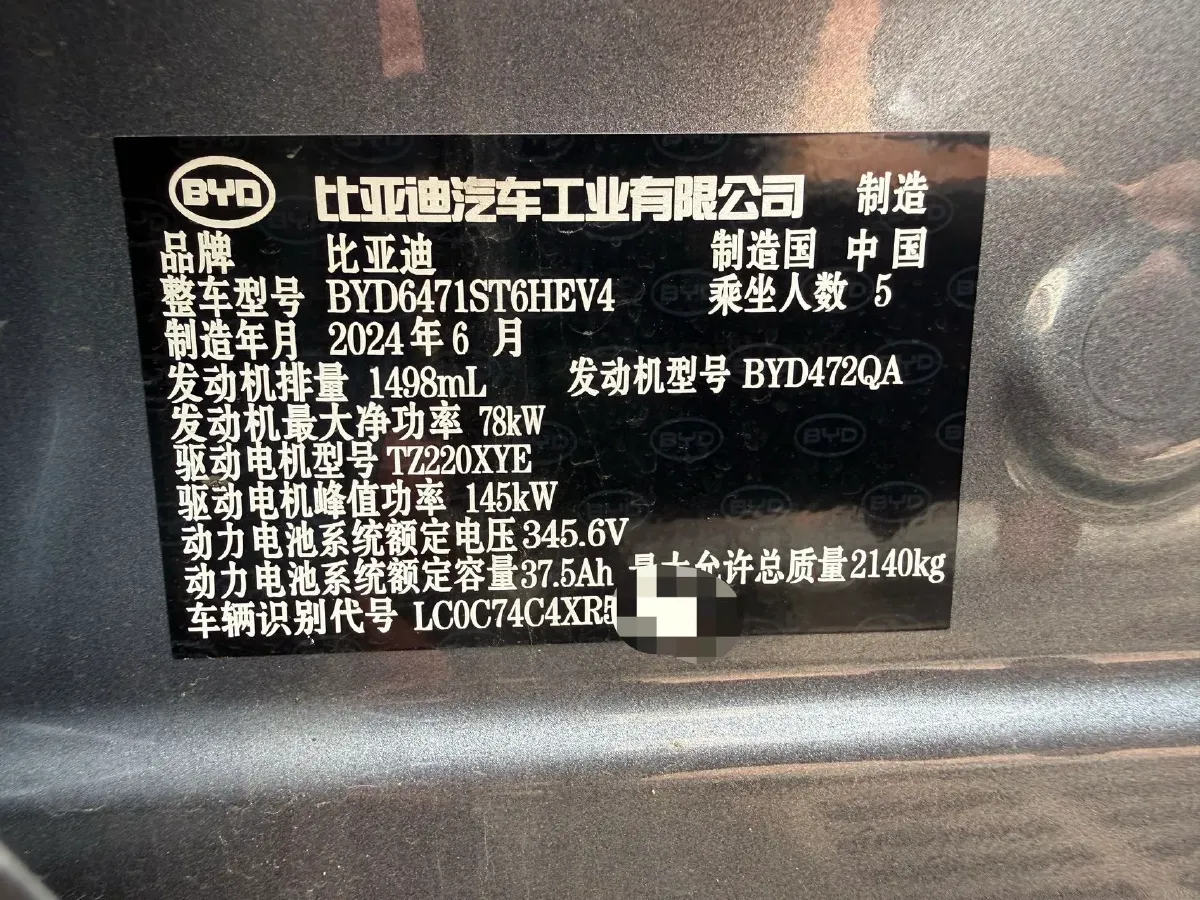 BYD 比亚迪汽车工业有限公司 制造
品牌 比亚迪 制造国 中国
整车型号 BYD6471ST6HEV4 乘坐人数 5
制造年月 2024年6月
发动机排量 1498mL 发动机型号 BYD472QA
发动机最大净功率 78kW
驱动电机型号 TZ220XYE
驱动电机峰值功率 145kW
动力电池系统额定电压 345.6V
动力电池系统额定容量 37.5Ah 最大允许总质量 2140kg
车辆识别代号 LC0C74C4XR5